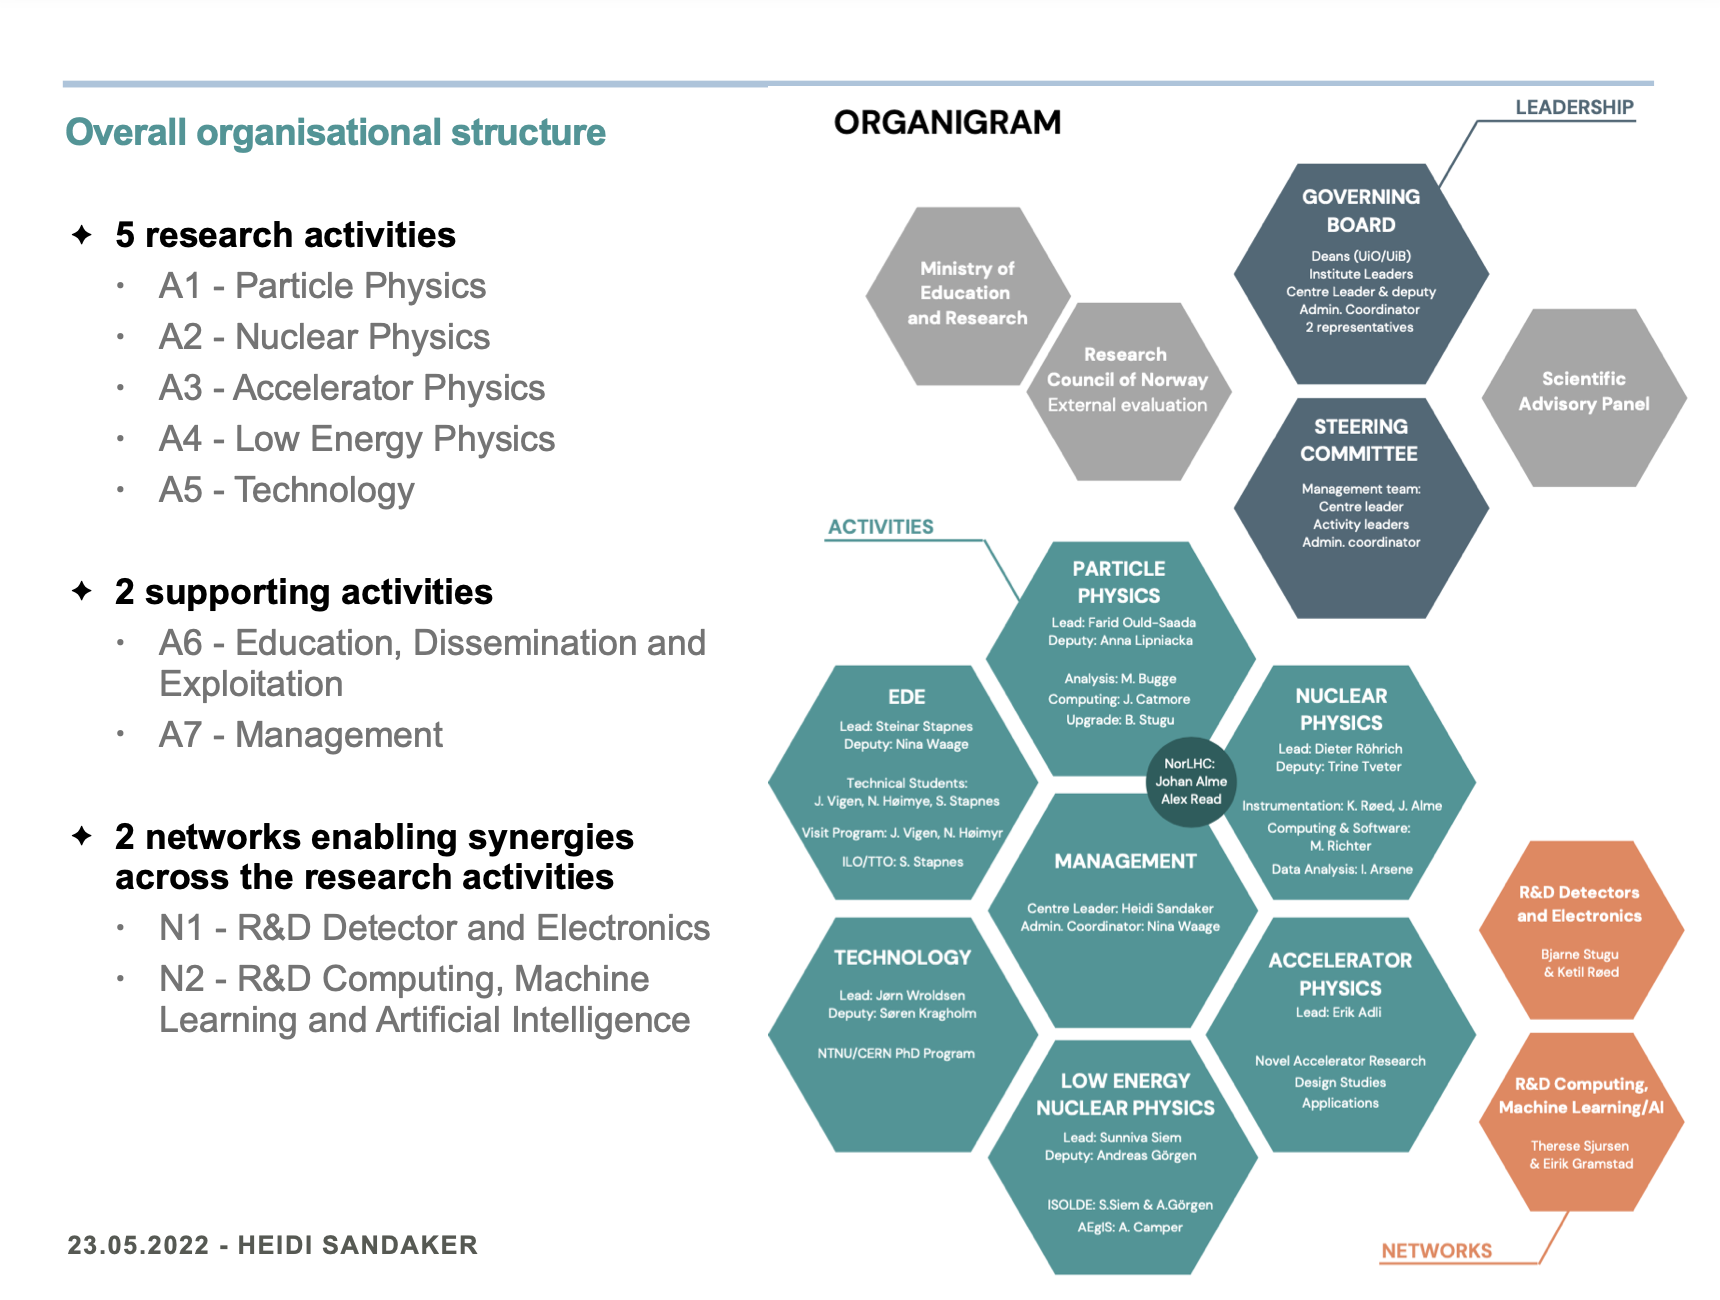 Overall organisational structure
✦ 5 research activities
· A1 - Particle Physics
· A2 - Nuclear Physics
· A3 - Accelerator Physics
· A4 - Low Energy Physics
· A5 - Technology
✦ 2 supporting activities
· A6 - Education, Dissemination and
Exploitation
· A7 - Management
✦ 2 networks enabling synergies
across the research activities
· N1 - R&D Detector and Electronics
· N2 - R&D Computing, Machine
Learning and Artificial Intelligence
23.05.2022 - HEIDI SANDAKER
ORGANIGRAM
LEADERSHIP
GOVERNING
BOARD
Deans (UiO/UiB)
Institute Leaders
Centre Leader & deputy
Admin. Coordinator
2 representatives
Ministry of
Education
and Research
Research
Council of Norway
External evaluation
Scientific
Advisory Panel
STEERING
COMMITTEE
Management team:
Centre leader
Activity leaders
Admin. coordinator
ACTIVITIES
PARTICLE
PHYSICS
Lead: Farid Ould-Saada
Deputy: Anna Lipniacka
Analysis: M. Bugge
Computing: J. Catmore
Upgrade: B. Stugu
EDE
Lead: Steinar Stapnes
Deputy: Nina Waage
Technical Students:
J. Vigen, N. Høimye, S. Stapnes
Visit Program: J. Vigen, N. Høimyr
ILO/TTO: S. Stapnes
NorLHC:
Johan Alme
Alex Read
NUCLEAR
PHYSICS
Lead: Dieter Röhrich
Deputy: Trine Tveter
Instrumentation: K. Røed, J. Alme
Computing & Software:
M. Richter
Data Analysis: I. Arsene
MANAGEMENT
Centre Leader: Heidi Sandaker
Admin. Coordinator: Nina Waage
TECHNOLOGY
Lead: Jørn Wroldsen
Deputy: Søren Kragholm
NTNU/CERN PhD Program
ACCELERATOR
PHYSICS
Lead: Erik Adli
Novel Accelerator Research
Design Studies
Applications
LOW ENERGY
NUCLEAR PHYSICS
Lead: Sunniva Siem
Deputy: Andreas Görgen
ISOLDE: S.Siem & A.Görgen
AEgIS: A. Camper
R&D Detectors
and Electronics
Bjarne Stugu
& Ketil Røed
R&D Computing,
Machine Learning/AI
Therese Sjursen
& Eirik Gramstad
NETWORKS